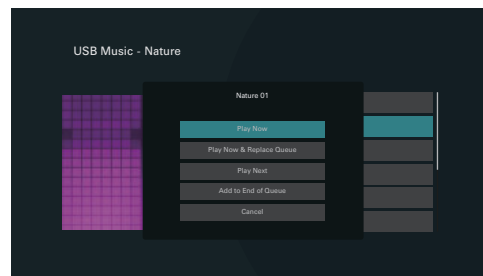 USB Music - Nature
Nature 01
Play Now
Play Now & Replace Queue
Play Next
Add to End of Queue
Cancel